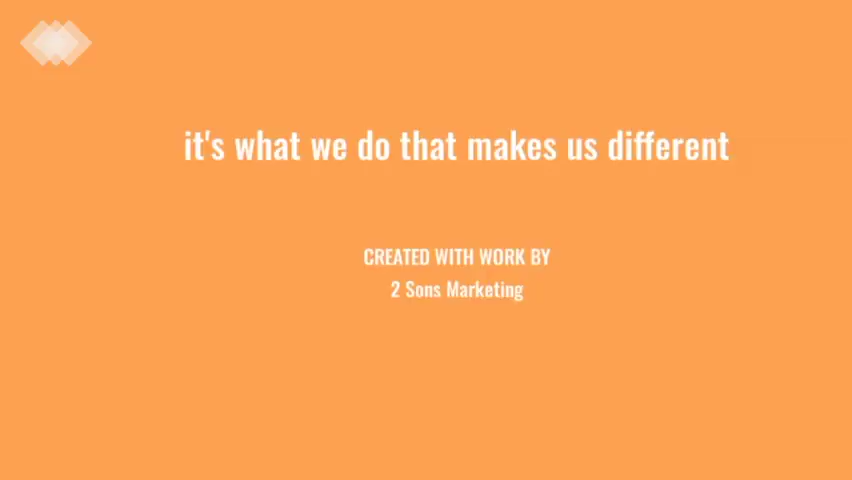 it's what we do that makes us different
CREATED WITH WORK BY
2 Sons Marketing